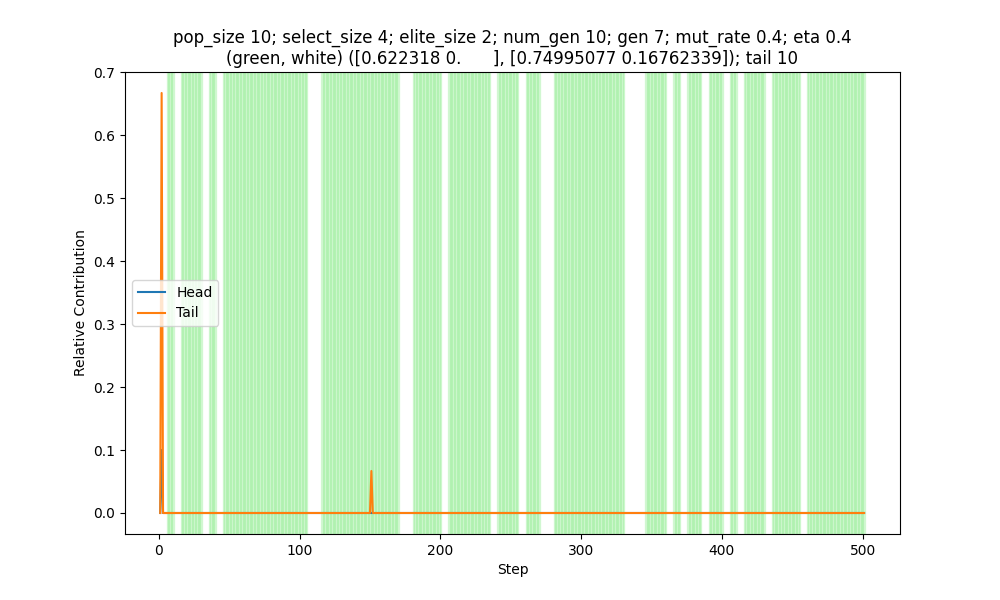 pop_size 10; select_size 4; elite_size 2; num_gen 10; gen 7; mut_rate 0.4; eta 0.4
(green, white) ([0.622318 0.      ], [0.74995077 0.16762339]); tail 10
0.7
0.6
0.5
0.4
0.3
0.2
0.1
0.0
Relative Contribution
Head
Tail
0
100
200
300
400
500
Step